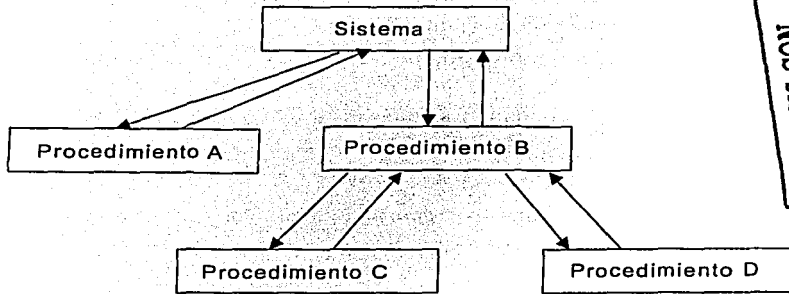 Sistema
Procedimiento A
Procedimiento B
Procedimiento C
Procedimiento D